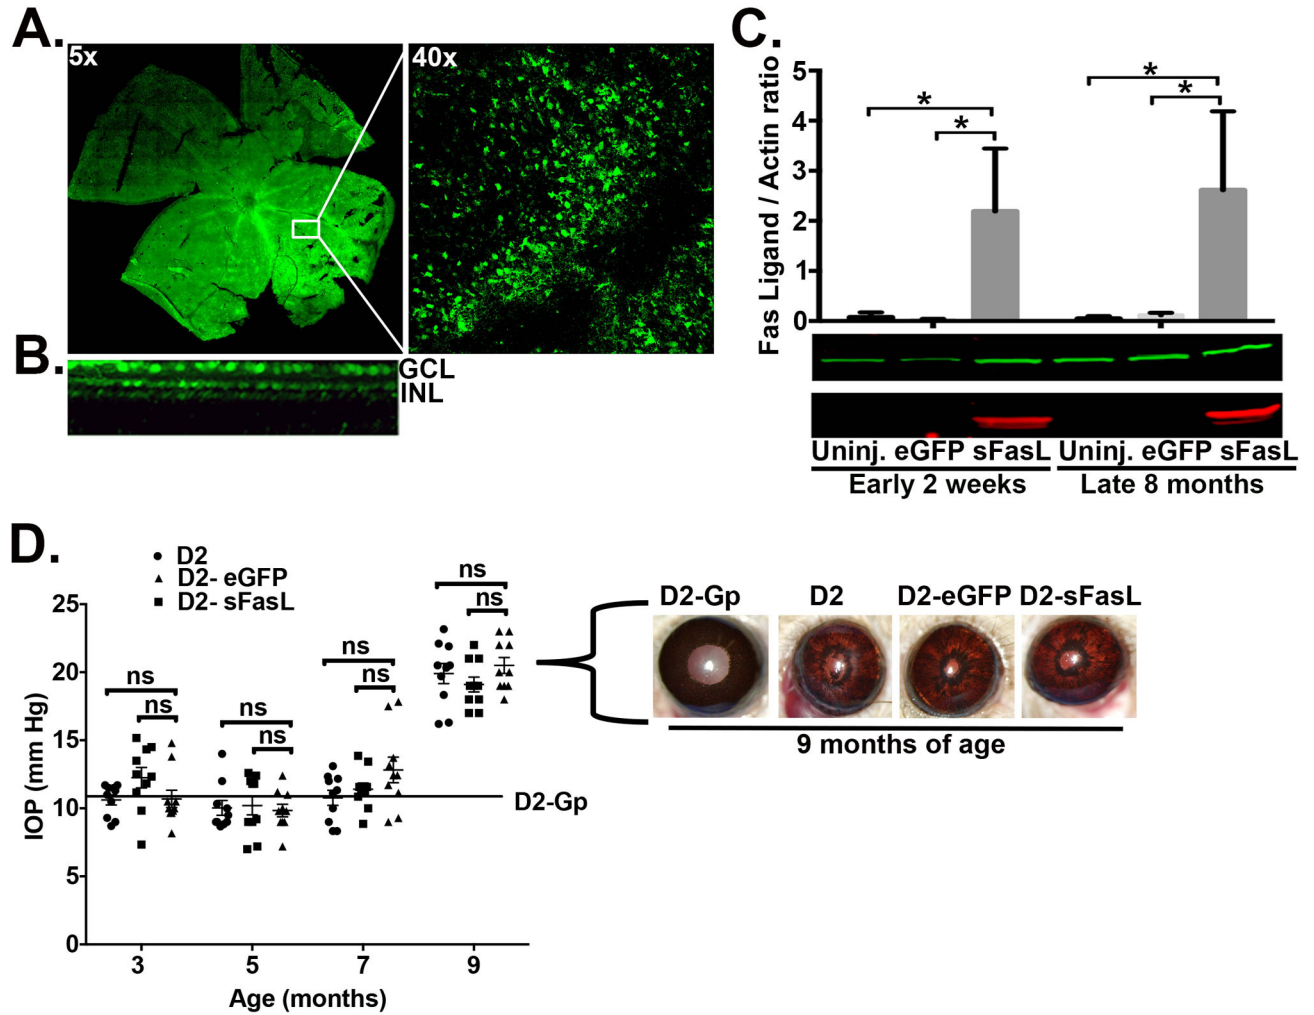 A.
5x
40x
B.
GCL
INL
C.
Fas Ligand / Actin ratio
5
4
3
2
1
0
*
*
*
*
Uninj. eGFP sFasL
Uninj. eGFP sFasL
Early 2 weeks
Late 8 months
D.
D2
D2- eGFP
D2- sFasL
IOP (mm Hg)
25
20
15
10
5
0
ns
ns
ns
ns
ns
ns
ns
ns
D2-Gp
3
5
7
9
Age (months)
D2-Gp
D2
D2-eGFP
D2-sFasL
9 months of age